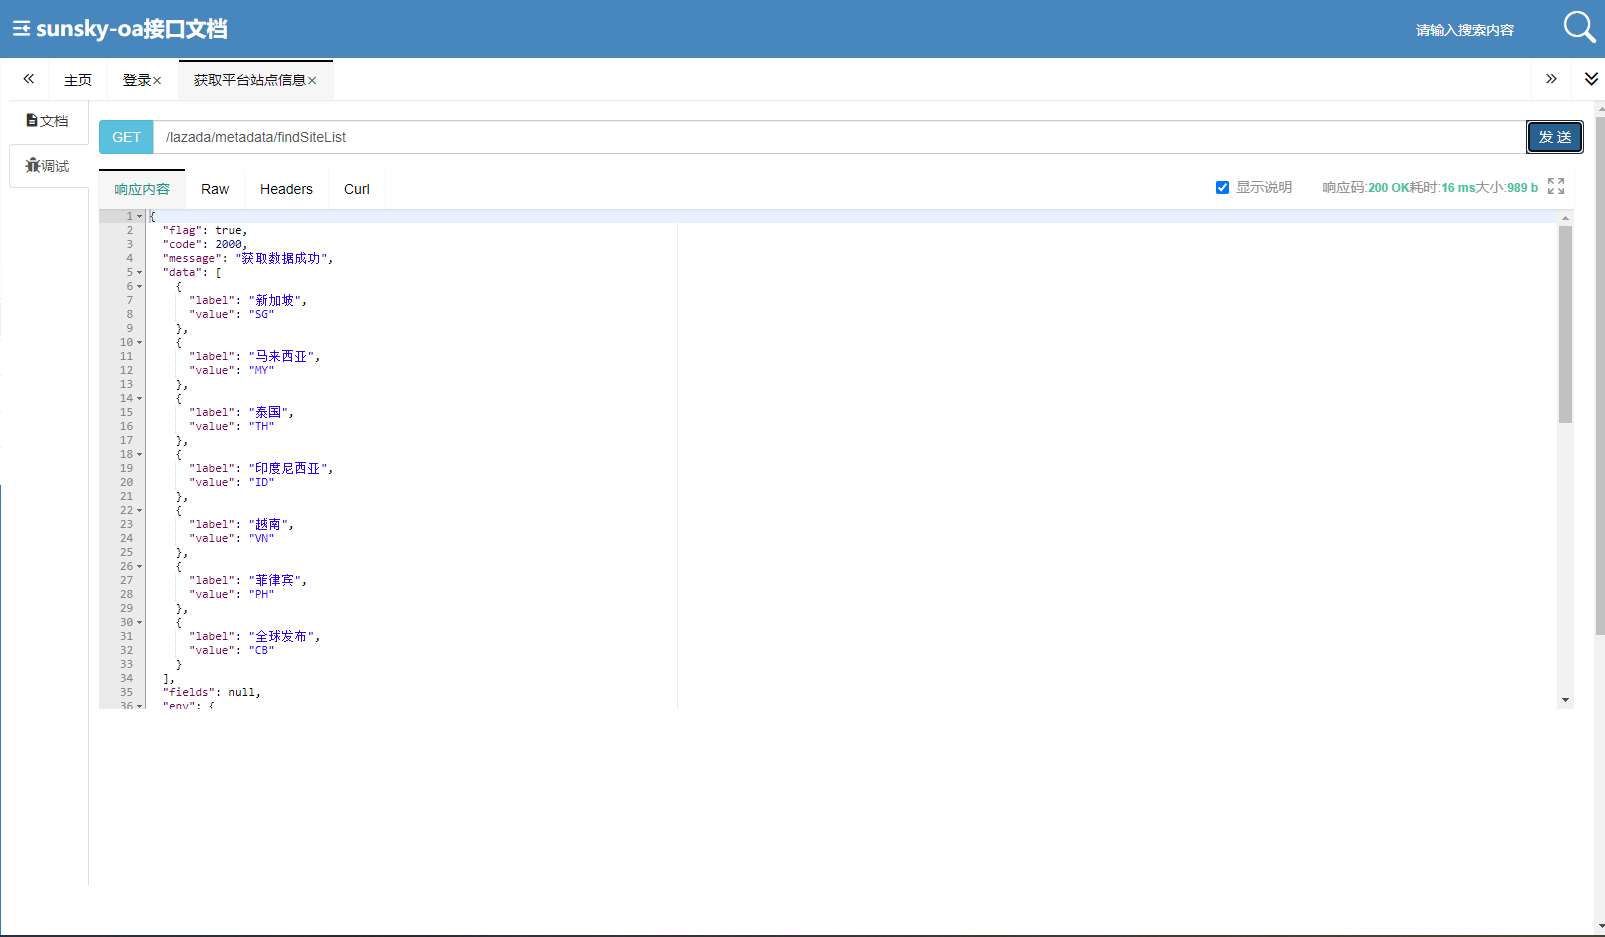 sunsky-oa接口文档
请输入搜索内容
主页
登录×
获取平台站点信息×
文档
调试
GET
/lazada/metadata/findSiteList
发 送
响应内容
Raw
Headers
Curl
显示说明
响应码:200 OK耗时:16 ms大小:989 b
1 {
2 "flag": true,
3 "code": 2000,
4 "message": "获取数据成功",
5 "data": [
6 {
7 "label": "新加坡",
8 "value": "SG"
9 },
10 {
11 "label": "马来西亚",
12 "value": "MY"
13 },
14 {
15 "label": "泰国",
16 "value": "TH"
17 },
18 {
19 "label": "印度尼西亚",
20 "value": "ID"
21 },
22 {
23 "label": "越南",
24 "value": "VN"
25 },
26 {
27 "label": "菲律宾",
28 "value": "PH"
29 },
30 {
31 "label": "全球发布",
32 "value": "CB"
33 }
34 ],
35 "fields": null,
36 "env": {